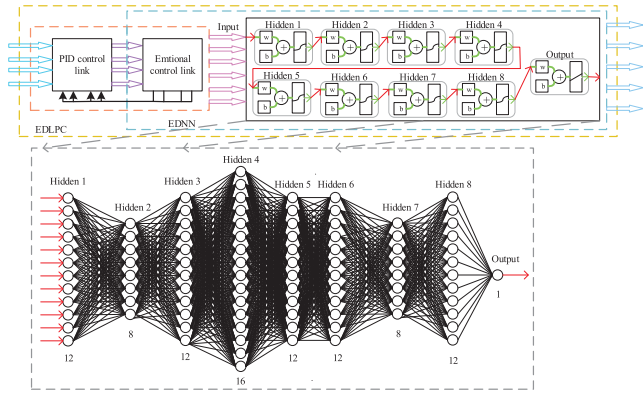 Input
Hidden 1
Hidden 2
Hidden 3
Hidden 4
PID control
link
Emtional
control link
w
b
+
w
b
+
w
b
+
w
b
+
Output
w
b
+
Hidden 5
Hidden 6
Hidden 7
Hidden 8
w
b
+
w
b
+
w
b
+
w
b
+
EDNN
EDLPC
Hidden 1
Hidden 2
Hidden 3
Hidden 4
Hidden 5
Hidden 6
Hidden 7
Hidden 8
Output
12
8
12
16
12
12
8
12
1